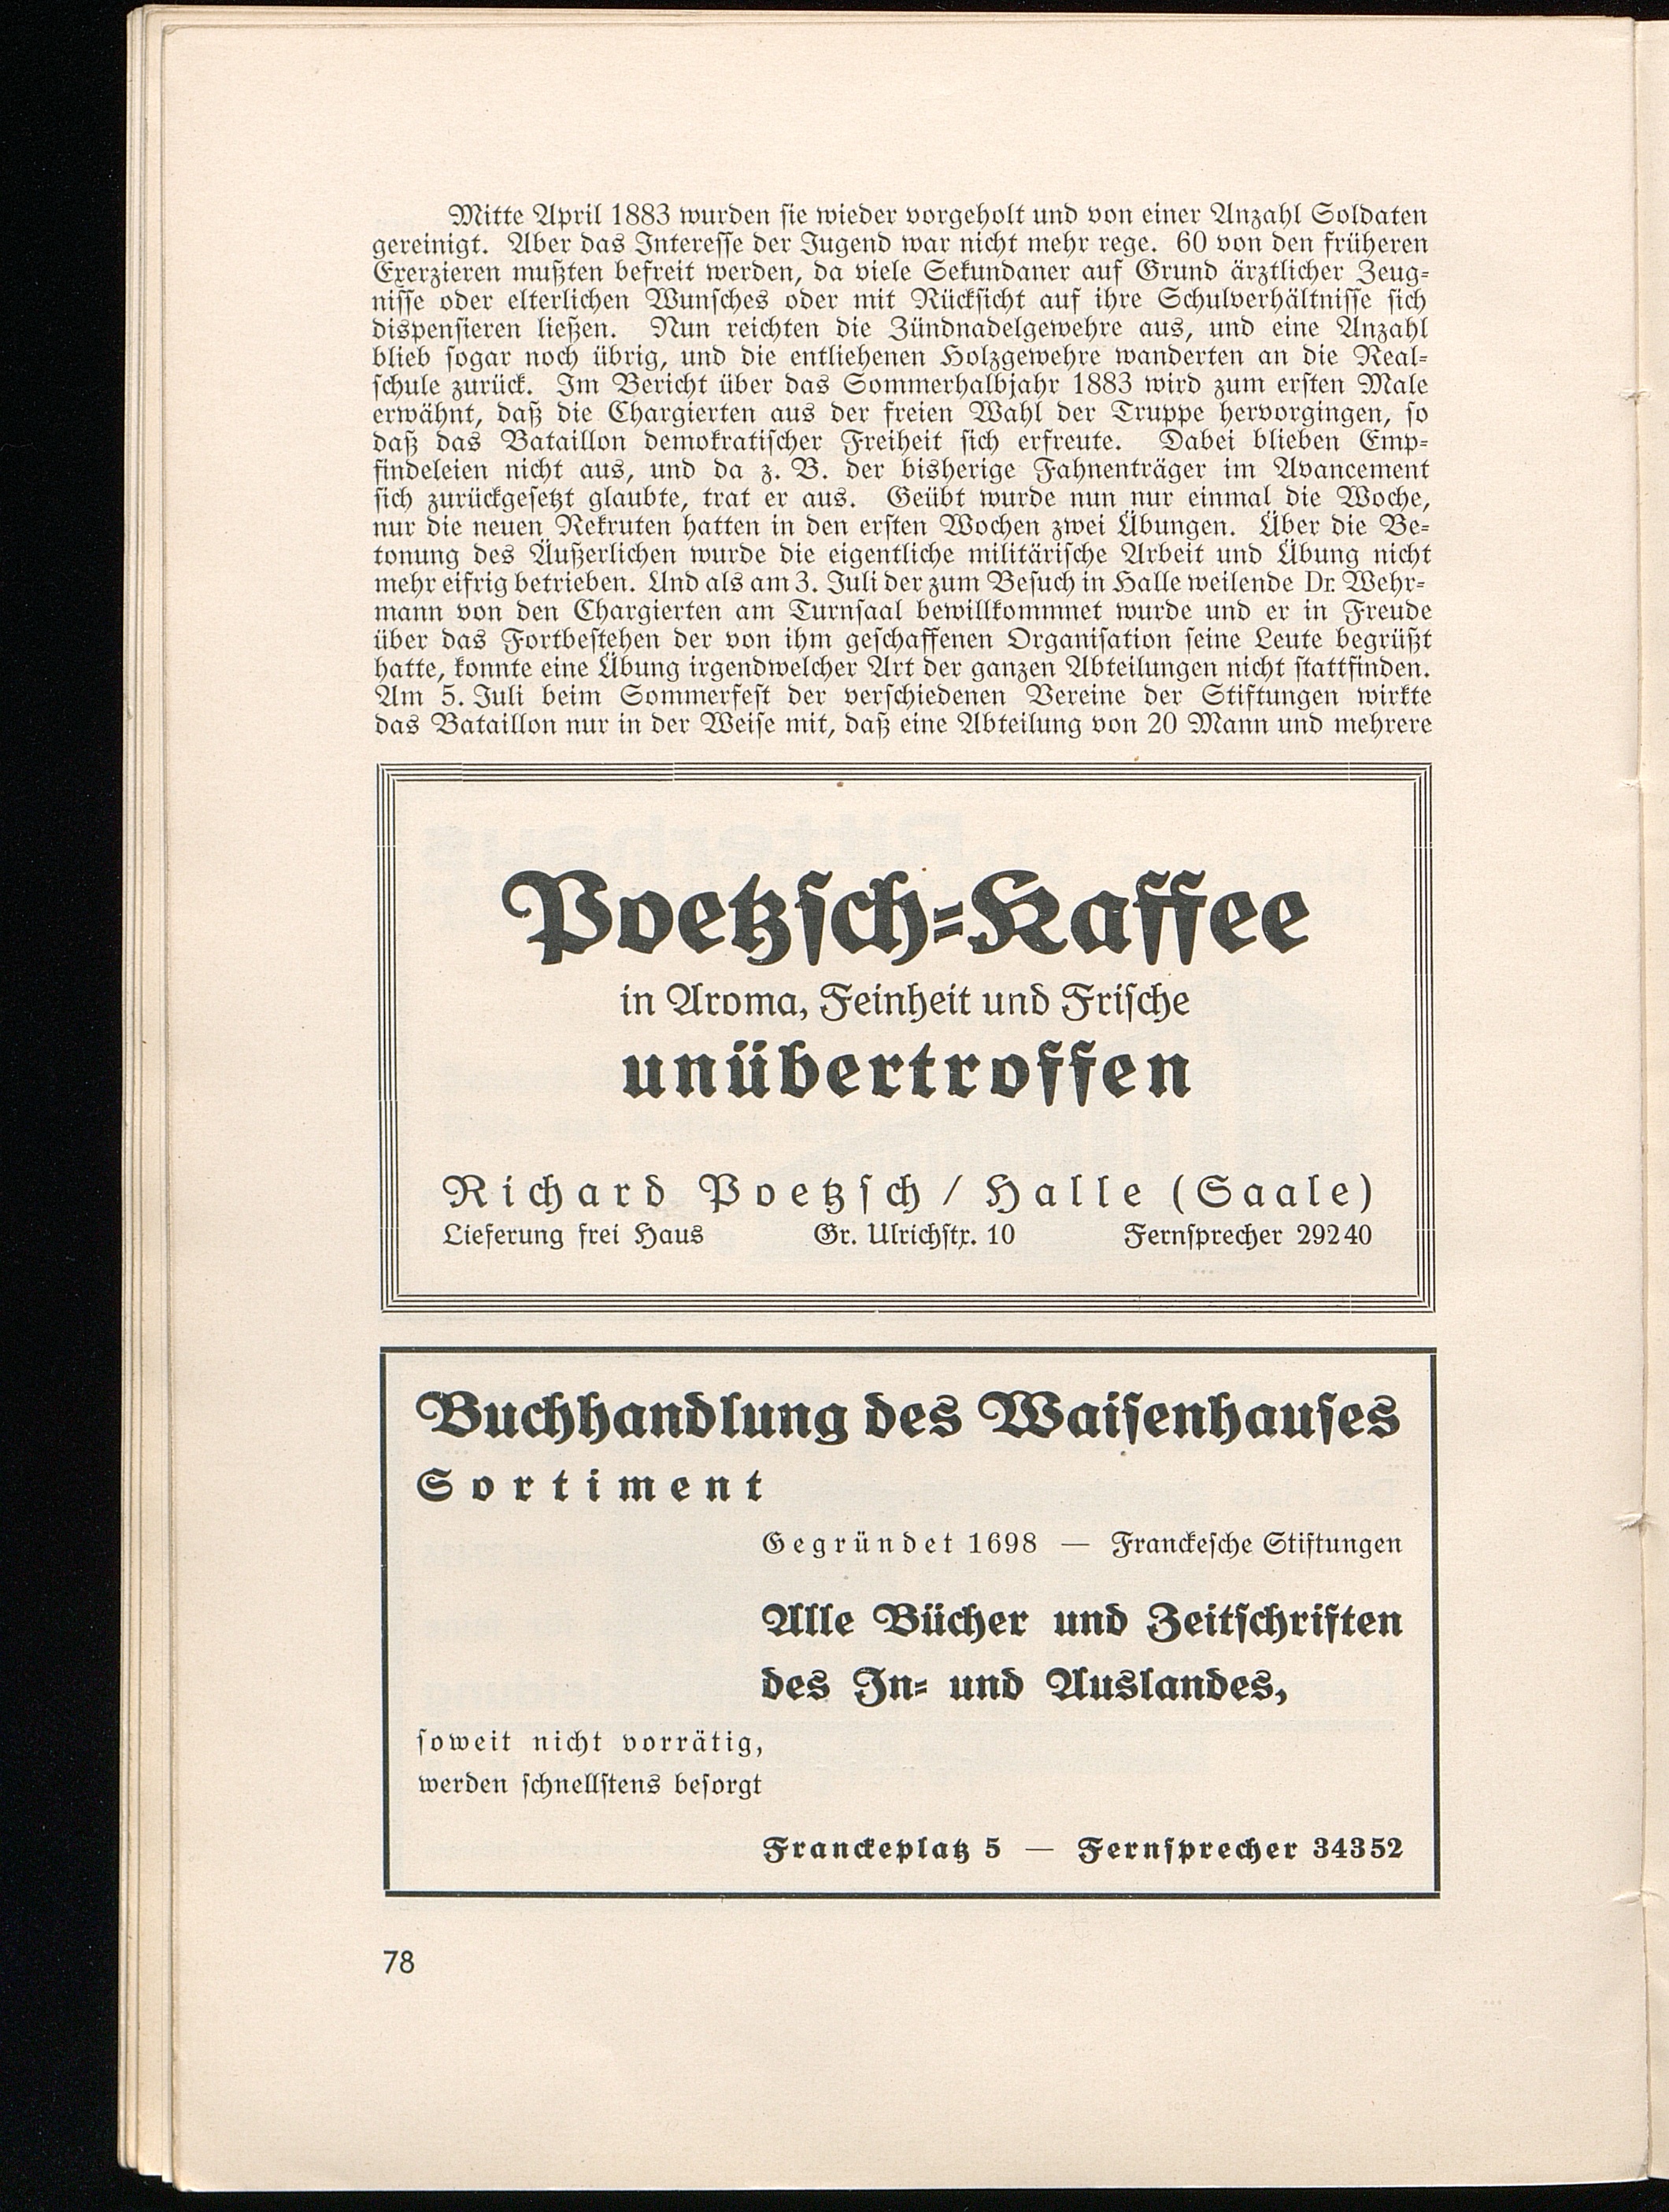 Mitte April 1883 wurden sie wieder vorgeholt und von einer Anzahl Soldaten
gereinigt. Aber das Interesse der Jugend war nicht mehr rege. 60 von den früheren
Exerzieren mußten befreit werden, da viele Sekundaner auf Grund ärztlicher Zeug-
nisse oder elterlichen Wunsches oder mit Rücksicht auf ihre Schulverhältnisse sich
dispensieren ließen. Nun reichten die Zündnadelgewehre aus, und eine Anzahl
blieb sogar noch übrig, und die entliehenen Holzgewehre wanderten an die Real-
schule zurück. Im Bericht über das Sommerhalbjahr 1883 wird zum ersten Male
erwähnt, daß die Chargierten aus der freien Wahl der Truppe hervorgingen, so
daß das Bataillon demokratischer Freiheit sich erfreute. Dabei blieben Emp-
findeleien nicht aus, und da z. B. der bisherige Fahnenträger im Avancement
sich zurückgesetzt glaubte, trat er aus. Geübt wurde nun nur einmal die Woche,
nur die neuen Rekruten hatten in den ersten Wochen zwei Übungen. Über die Be-
tonung des Äußerlichen wurde die eigentliche militärische Arbeit und Übung nicht
mehr eifrig betrieben. Und als am 3. Juli der zum Besuch in Halle weilende Dr. Wehr-
mann von den Chargierten am Turnsaal bewillkommnet wurde und er in Freude
über das Fortbestehen der von ihm geschaffenen Organisation seine Leute begrüßt
hatte, konnte eine Übung irgendwelcher Art der ganzen Abteilungen nicht stattfinden.
Am 5. Juli beim Sommerfest der verschiedenen Vereine der Stiftungen wirkte
das Bataillon nur in der Weise mit, daß eine Abteilung von 20 Mann und mehrere
Poetzsch-Kaffee
in Aroma, Feinheit und Frische
unübertroffen
Richard Poetzsch / Halle (Saale)
Lieferung frei Haus Gr. Ulrichstr. 10 Fernsprecher 29240
Buchhandlung des Waisenhauses
Sortiment
Gegründet 1698 — Franckesche Stiftungen
Alle Bücher und Zeitschriften
des In- und Auslandes,
soweit nicht vorrätig,
werden schnellstens besorgt
Franckeplatz 5 — Fernsprecher 34352
78